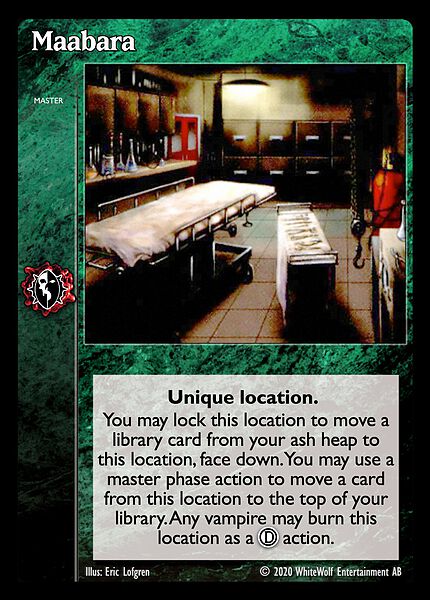 Maabara
MASTER
Unique location.
You may lock this location to move a
library card from your ash heap to
this location, face down. You may use a
master phase action to move a card
from this location to the top of your
library. Any vampire may burn this
location as a Ⓓ action.
Illus: Eric Lofgren
© 2020 WhiteWolf Entertainment AB